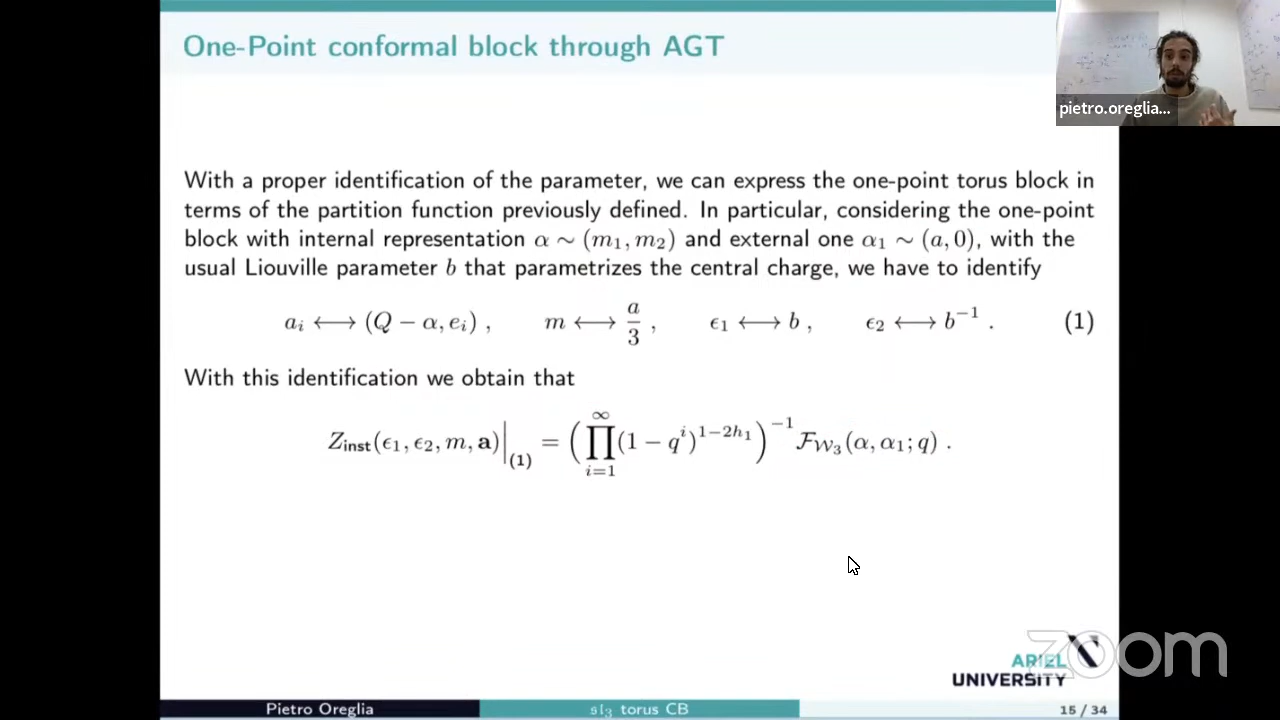 One-Point conformal block through AGT
pietro.oreglia...
With a proper identification of the parameter, we can express the one-point torus block in
terms of the partition function previously defined. In particular, considering the one-point
block with internal representation α ∼ (m₁, m₂) and external one α₁ ∼ (a, 0), with the
usual Liouville parameter b that parametrizes the central charge, we have to identify
aᵢ ⟷ (Q − α, eᵢ) , m ⟷ a/3 , ϵ₁ ⟷ b , ϵ₂ ⟷ b⁻¹ . (1)
With this identification we obtain that
Z_inst(ϵ₁, ϵ₂, m, a)|_(1) = (∏_{i=1}^{∞}(1 − qⁱ)^{1−2h₁})⁻¹ ℱ_{𝒲₃}(α, α₁; q) .
zoom
ARIEL
UNIVERSITY
Pietro Oreglia
sl₃ torus CB
15 / 34